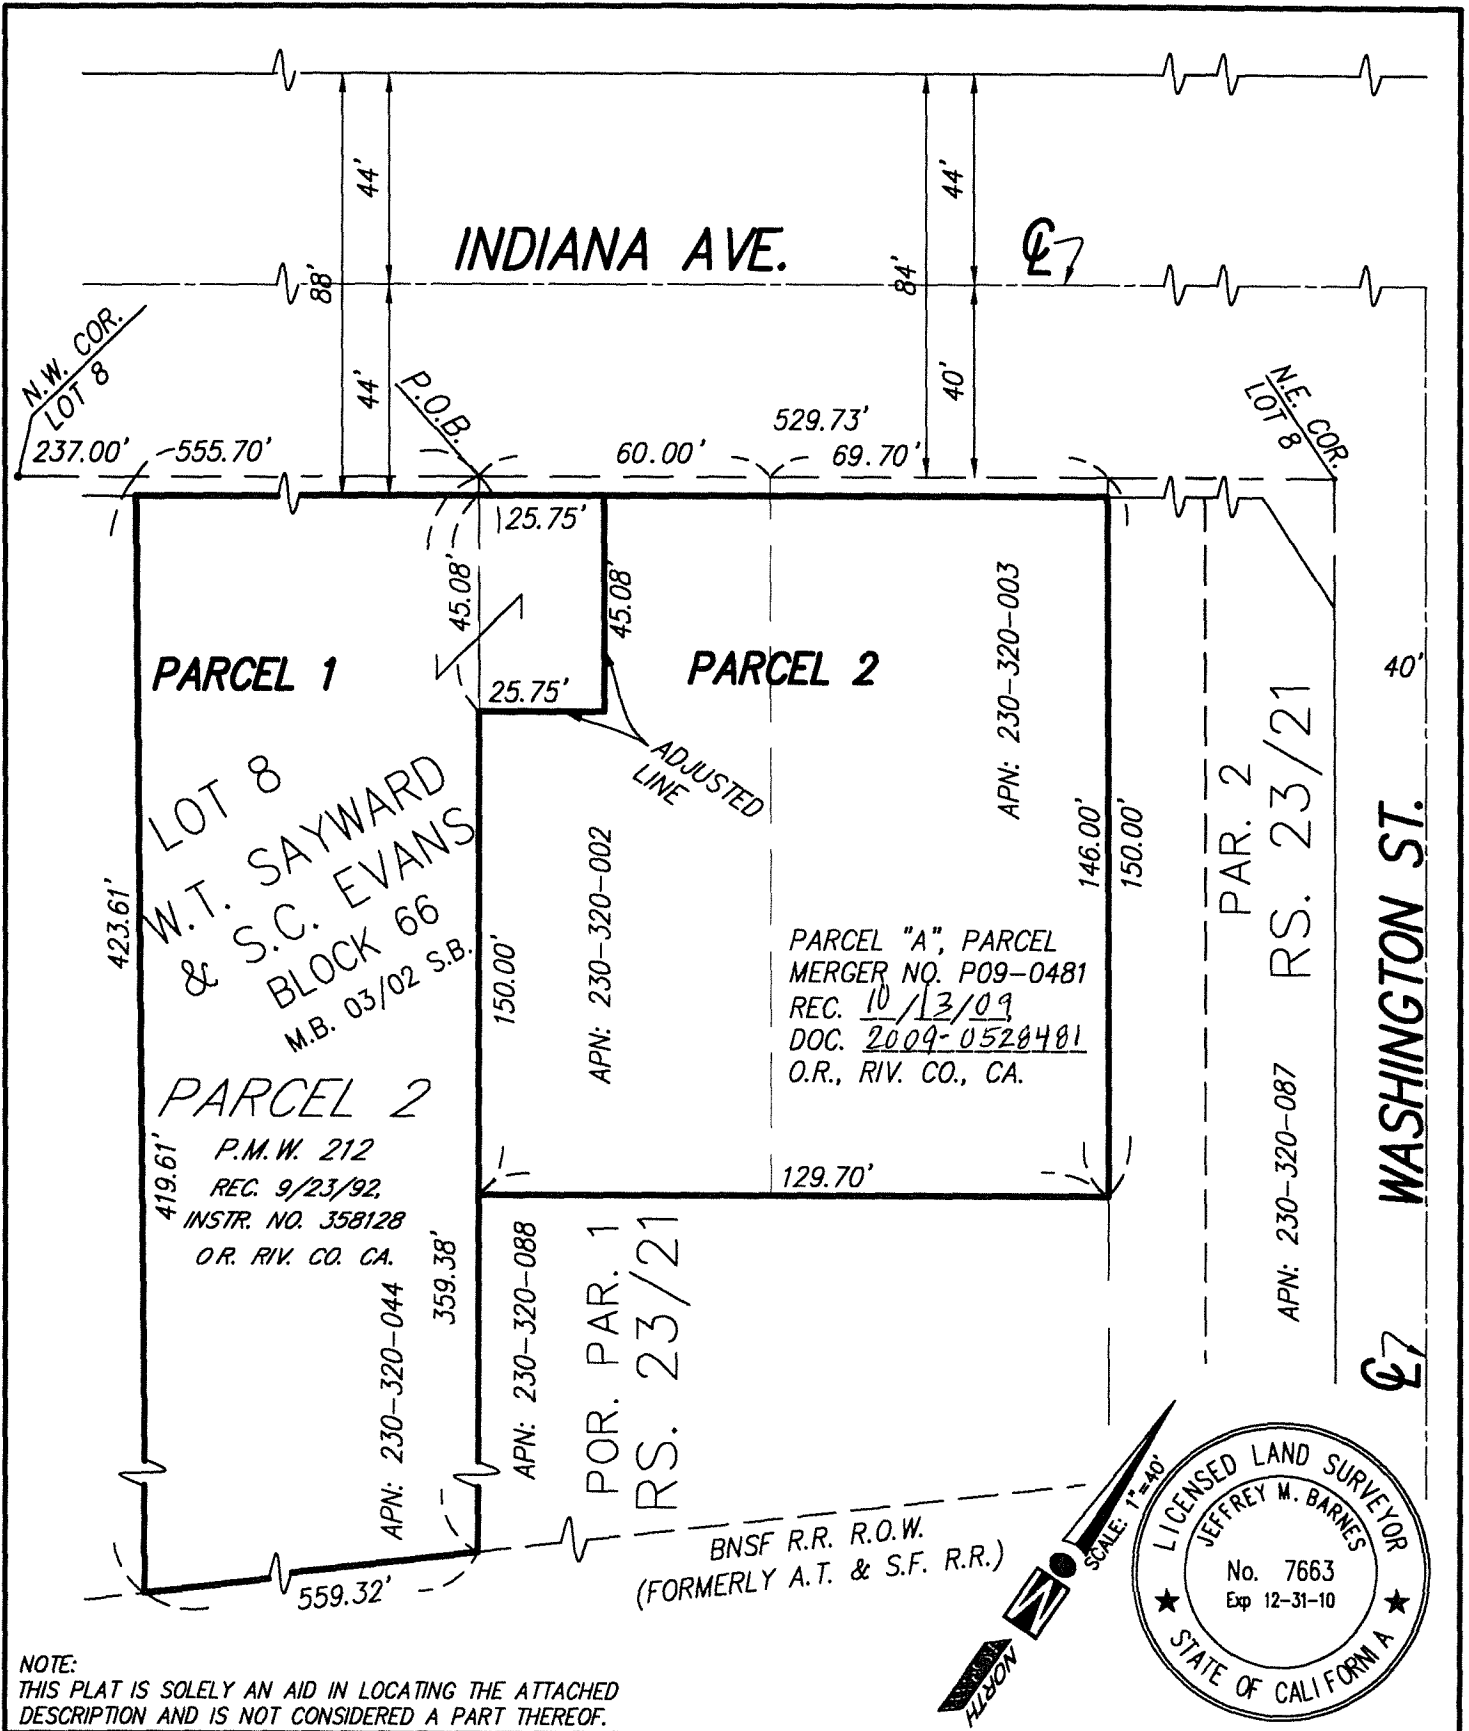 44'
44'
INDIANA AVE.
℄
88'
84'
N.W. COR.
LOT 8
44'
P.O.B.
40'
N.E. COR.
LOT 8
529.73'
237.00'
555.70'
60.00'
69.70'
25.75'
45.08'
45.08'
APN: 230-320-003
PARCEL 1
25.75'
PARCEL 2
40'
ADJUSTED
LINE
LOT 8
W.T. SAYWARD
& S.C. EVANS
BLOCK 66
M.B. 03/02 S.B.
423.61'
150.00'
APN: 230-320-002
146.00'
150.00'
PAR. 2
RS. 23/21
WASHINGTON ST.
PARCEL "A", PARCEL
MERGER NO. P09-0481
REC. 10/13/09
DOC. 2009-0528481
O.R., RIV. CO., CA.
PARCEL 2
P.M.W. 212
REC. 9/23/92,
INSTR. NO. 358128
O R. RIV. CO. CA.
419.61'
129.70'
APN: 230-320-087
359.38'
APN: 230-320-044
APN: 230-320-088
POR. PAR. 1
RS. 23/21
℄
BNSF R.R. R.O.W.
(FORMERLY A.T. & S.F. R.R.)
559.32'
SCALE: 1"=40'
NORTH
LICENSED LAND SURVEYOR
JEFFREY M. BARNES
No. 7663
Exp 12-31-10
STATE OF CALIFORNIA
NOTE:
THIS PLAT IS SOLELY AN AID IN LOCATING THE ATTACHED
DESCRIPTION AND IS NOT CONSIDERED A PART THEREOF.